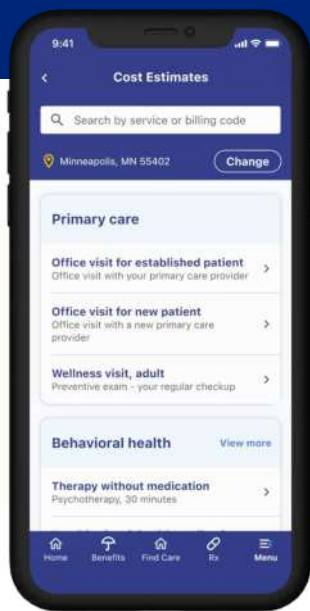 9:41
Cost Estimates
Search by service or billing code
Minneapolis, MN 55402
Change
Primary care
Office visit for established patient
Office visit with your primary care provider
Office visit for new patient
Office visit with a new primary care
provider
Wellness visit, adult
Preventive exam - your regular checkup
Behavioral health
View more
Therapy without medication
Psychotherapy, 30 minutes
Home
Benefits
Find Care
Rx
Menu